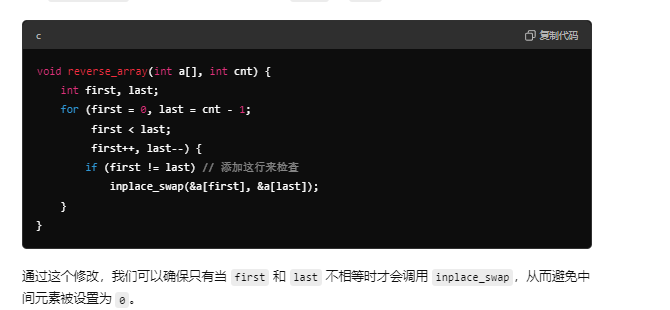 c 复制代码
void reverse_array(int a[], int cnt) {
    int first, last;
    for (first = 0, last = cnt - 1;
         first < last;
         first++, last--) {
        if (first != last) // 添加这行来检查
            inplace_swap(&a[first], &a[last]);
    }
}
通过这个修改，我们可以确保只有当 first 和 last 不相等时才会调用 inplace_swap，从而避免中
间元素被设置为 0。